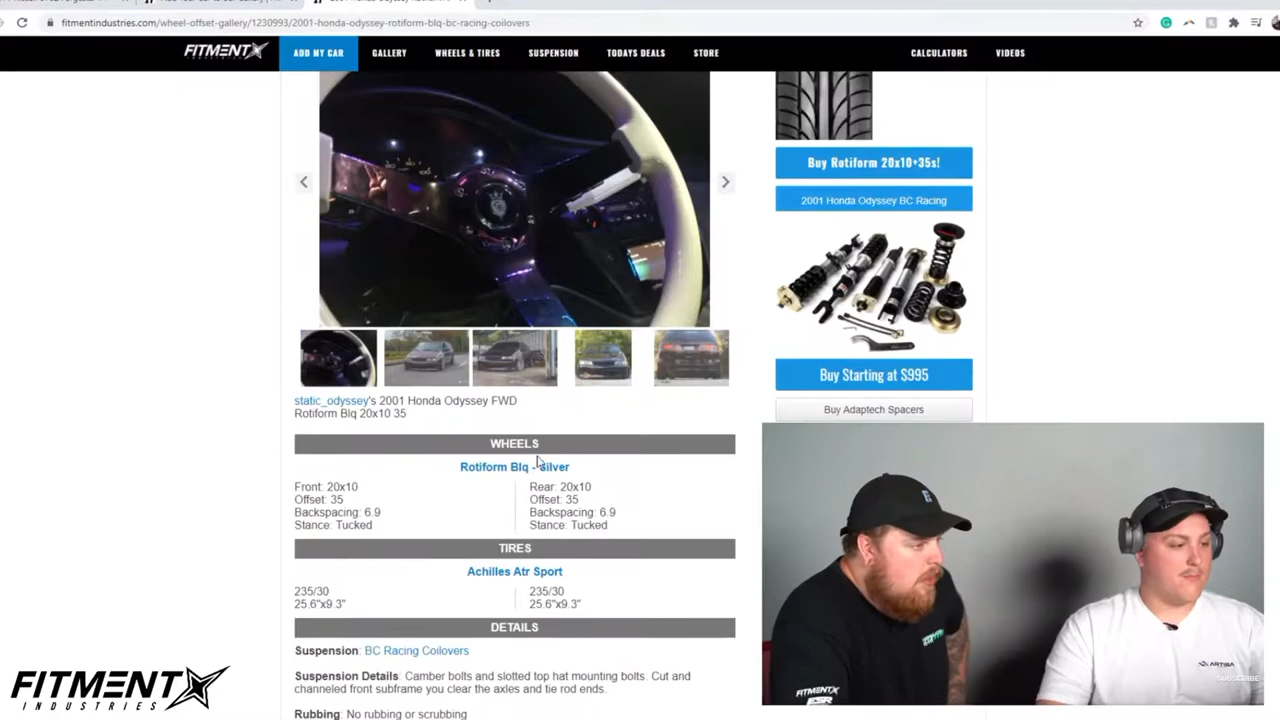 fitmentindustries.com/wheel-offset-gallery/1230993/2001-honda-odyssey-rotiform-blq-bc-racing-coilovers
FITMENT
INDUSTRIES
ADD MY CAR
GALLERY
WHEELS & TIRES
SUSPENSION
TODAYS DEALS
STORE
CALCULATORS
VIDEOS
Buy Rotiform 20x10+35s!
2001 Honda Odyssey BC Racing
Buy Starting at $995
Buy Adaptech Spacers
static_odyssey's 2001 Honda Odyssey FWD
Rotiform Blq 20x10 35
WHEELS
Rotiform Blq - Silver
Front: 20x10
Offset: 35
Backspacing: 6.9
Stance: Tucked
Rear: 20x10
Offset: 35
Backspacing: 6.9
Stance: Tucked
TIRES
Achilles Atr Sport
235/30
25.6"x9.3"
235/30
25.6"x9.3"
DETAILS
Suspension: BC Racing Coilovers
Suspension Details: Camber bolts and slotted top hat mounting bolts. Cut and
channeled front subframe you clear the axles and tie rod ends.
Rubbing: No rubbing or scrubbing
E
FITMENT
ARTISA
SUBSCRIBE
FITMENT
INDUSTRIES